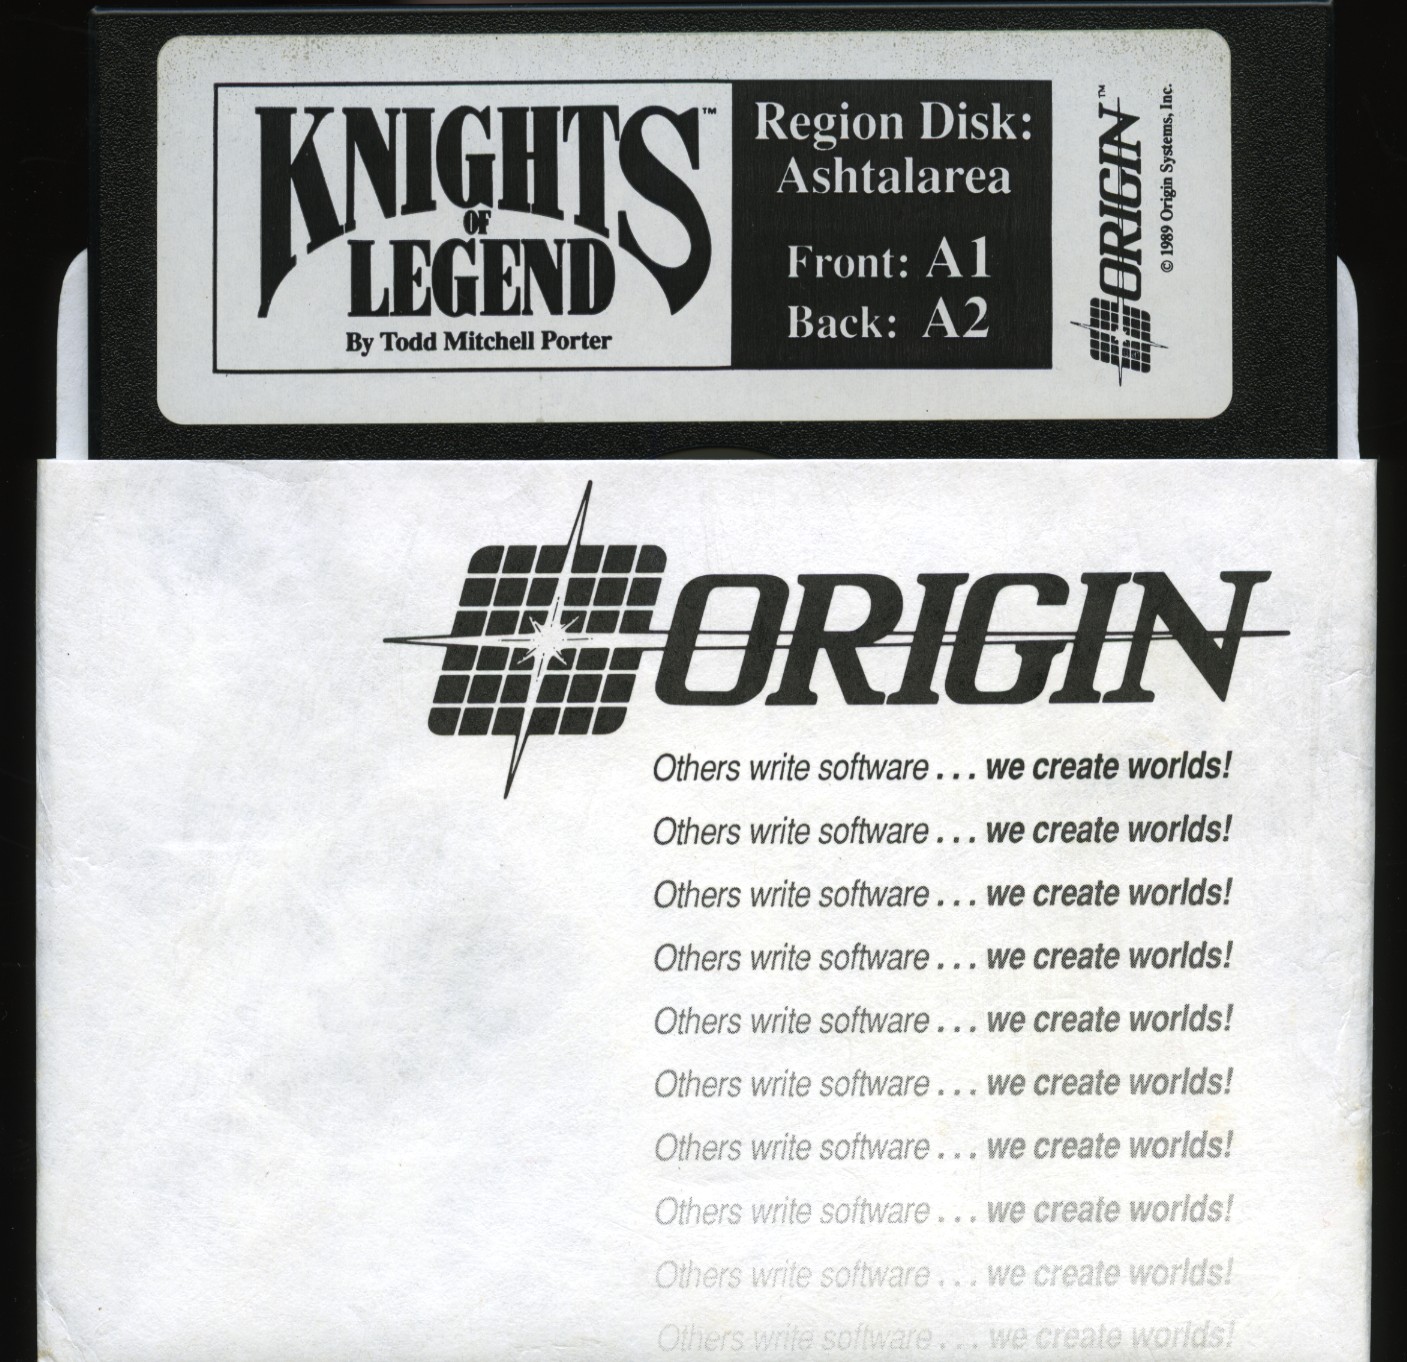 KNIGHTS™
OF
LEGEND
By Todd Mitchell Porter
Region Disk:
Ashtalarea
Front: A1
Back: A2
ORIGIN™
© 1989 Origin Systems, Inc.
ORIGIN
Others write software . . . we create worlds!
Others write software . . . we create worlds!
Others write software . . . we create worlds!
Others write software . . . we create worlds!
Others write software . . . we create worlds!
Others write software . . . we create worlds!
Others write software . . . we create worlds!
Others write software . . . we create worlds!
Others write software . . . we create worlds!
Others write software . . . we create worlds!